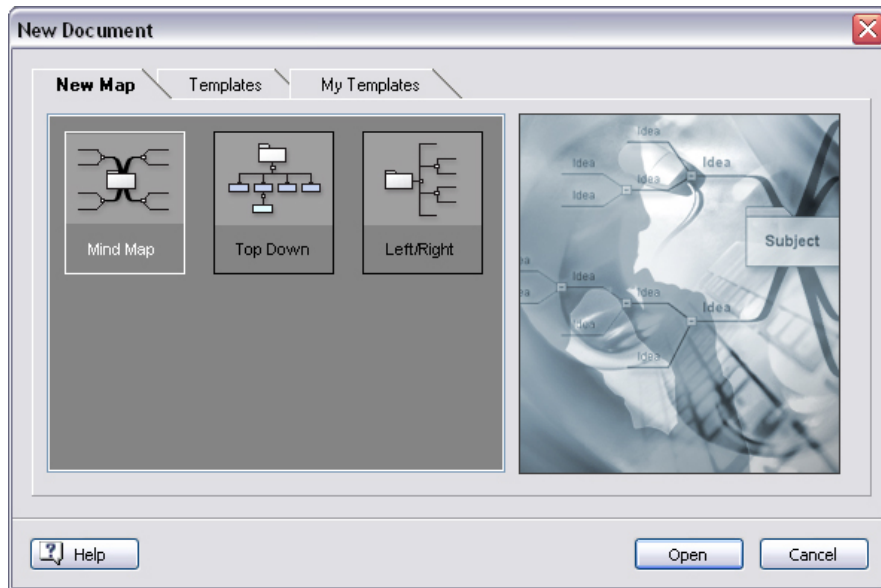 New Document
New Map Templates My Templates
Mind Map Top Down Left/Right
Idea
Idea Idea
Idea
Subject
Idea
Idea
Idea
Idea
Idea
Idea
Help Open Cancel